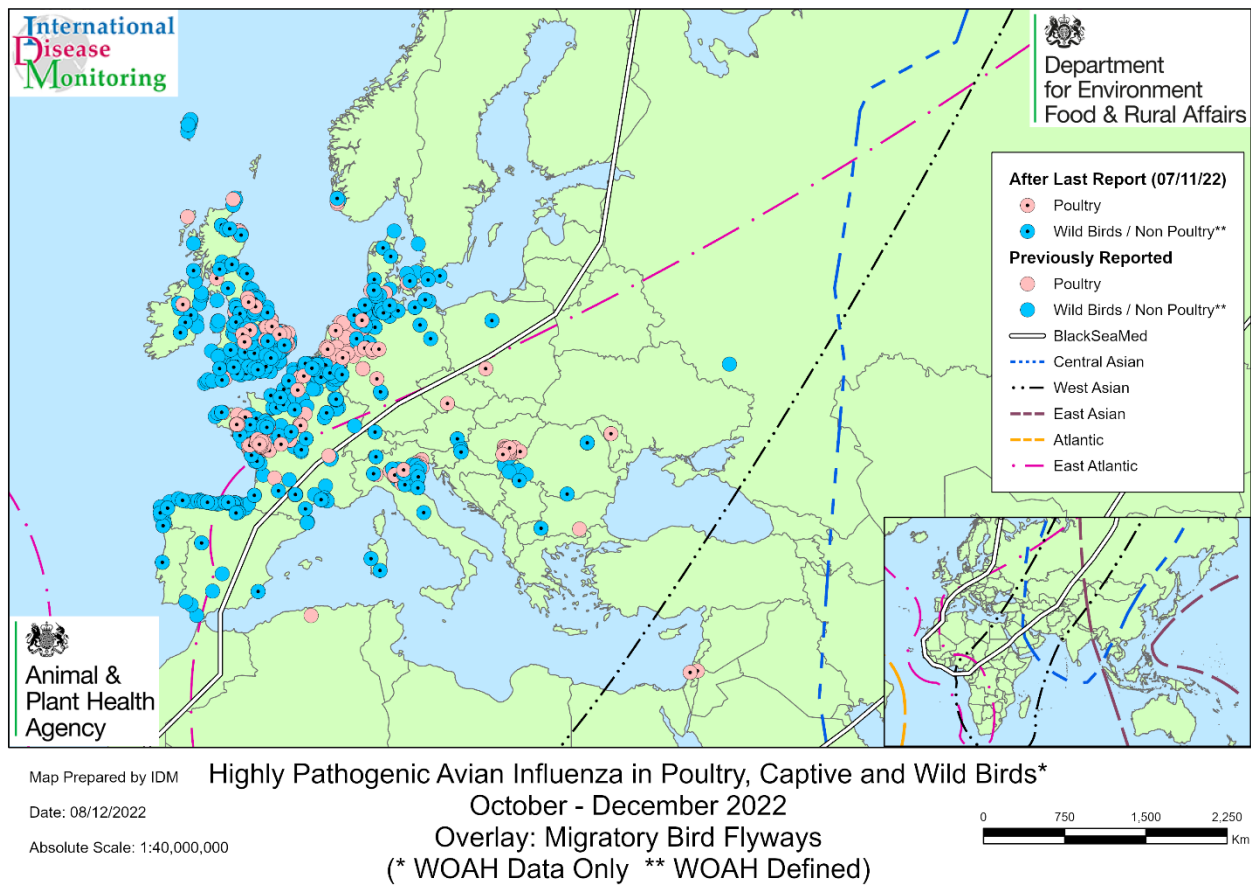 International
Disease
Monitoring
Department
for Environment
Food & Rural Affairs
After Last Report (07/11/22)
Poultry
Wild Birds / Non Poultry**
Previously Reported
Poultry
Wild Birds / Non Poultry**
BlackSeaMed
Central Asian
West Asian
East Asian
Atlantic
East Atlantic
Animal &
Plant Health
Agency
Map Prepared by IDM
Date: 08/12/2022
Absolute Scale: 1:40,000,000
Highly Pathogenic Avian Influenza in Poultry, Captive and Wild Birds*
October - December 2022
Overlay: Migratory Bird Flyways
(* WOAH Data Only ** WOAH Defined)
0 750 1,500 2,250
Km